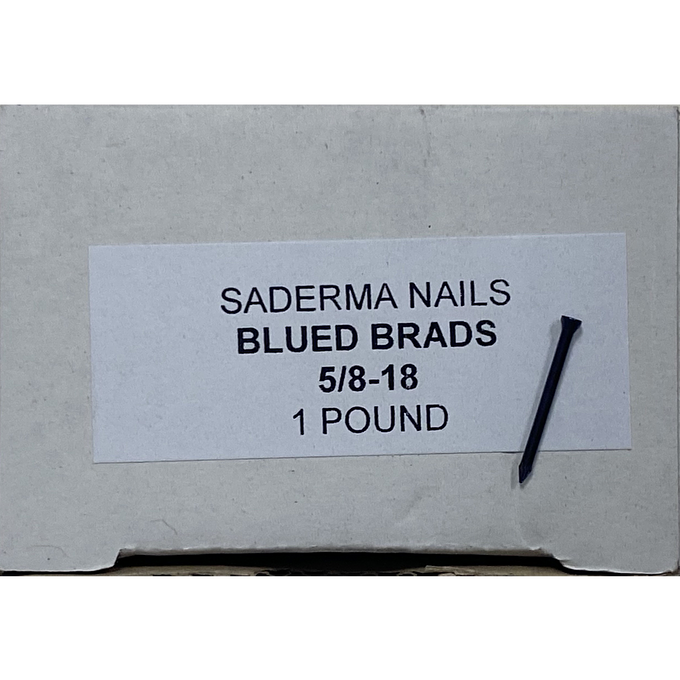 SADERMA NAILS
BLUED BRADS
5/8-18
1 POUND